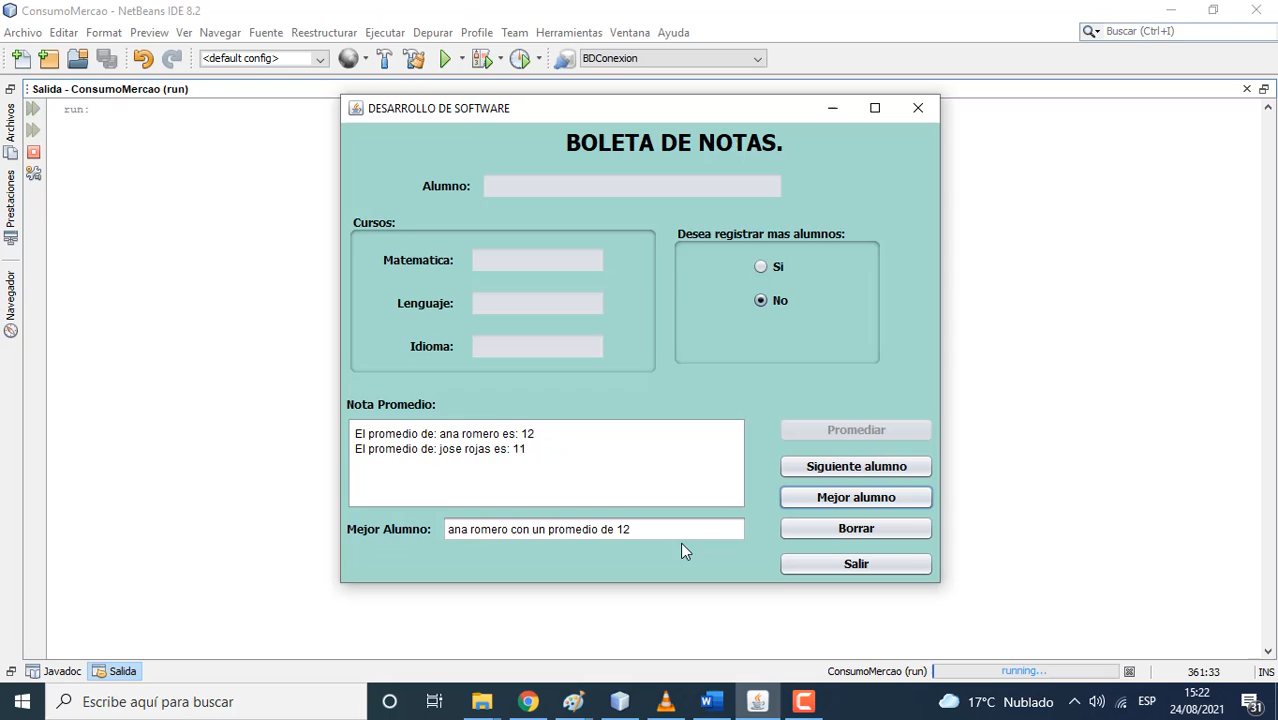 ConsumoMercao - NetBeans IDE 8.2
Archivo Editar Format Preview Ver Navegar Fuente Reestructurar Ejecutar Depurar Profile Team Herramientas Ventana Ayuda
Buscar (Ctrl+I)
<default config>
BDConexion
Salida - ConsumoMercao (run)
run:
Archivos
Prestaciones
Navegador
DESARROLLO DE SOFTWARE
BOLETA DE NOTAS.
Alumno:
Cursos:
Matematica:
Lenguaje:
Idioma:
Desea registrar mas alumnos:
Si
No
Nota Promedio:
El promedio de: ana romero es: 12
El promedio de: jose rojas es: 11
Promediar
Siguiente alumno
Mejor alumno
Mejor Alumno: ana romero con un promedio de 12
Borrar
Salir
Javadoc
Salida
ConsumoMercao (run)
running...
361:33
INS
Escribe aquí para buscar
17°C Nublado
ESP
15:22
24/08/2021
31